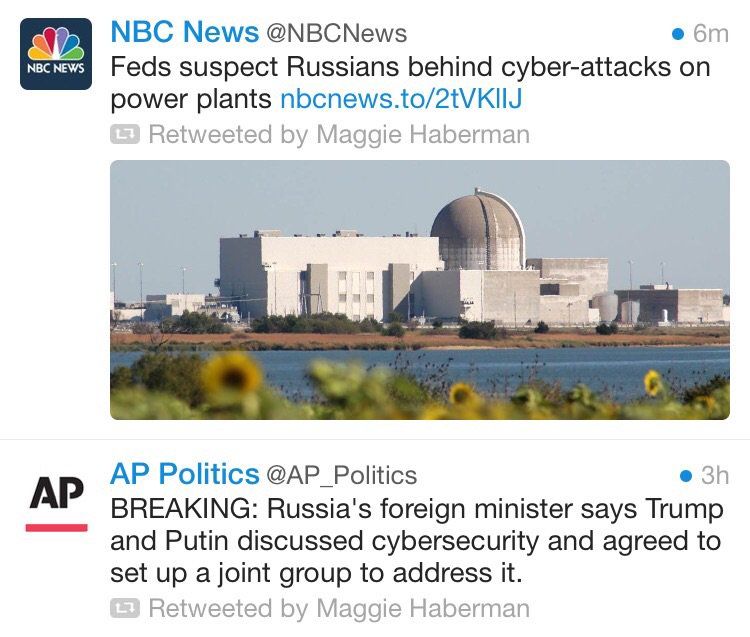 NBC NEWS
NBC News @NBCNews • 6m
Feds suspect Russians behind cyber-attacks on
power plants nbcnews.to/2tVKlIJ
Retweeted by Maggie Haberman
AP
AP Politics @AP_Politics • 3h
BREAKING: Russia's foreign minister says Trump
and Putin discussed cybersecurity and agreed to
set up a joint group to address it.
Retweeted by Maggie Haberman